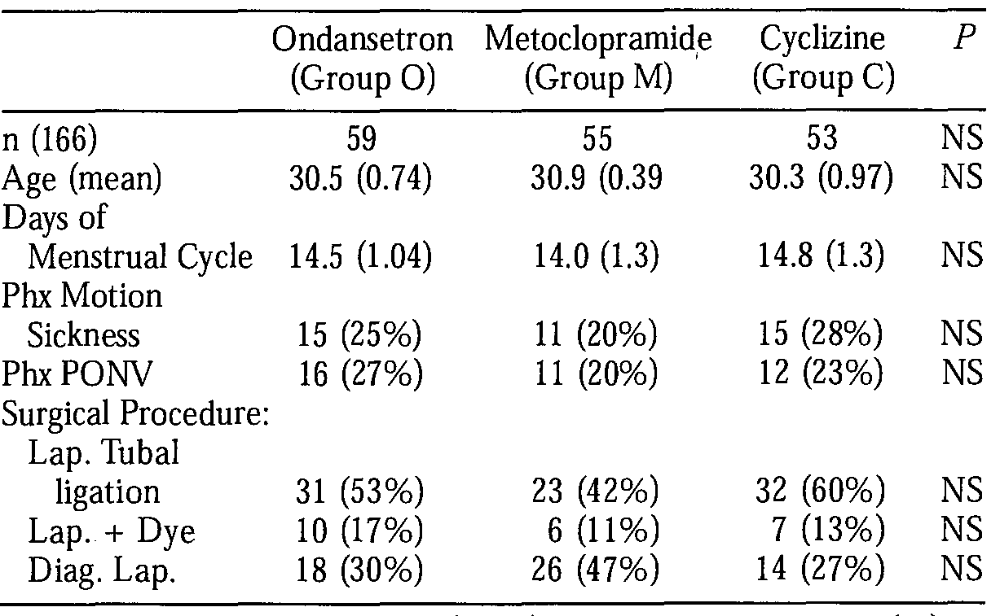 Ondansetron Metoclopramide Cyclizine P
(Group O) (Group M) (Group C)
n (166) 59 55 53 NS
Age (mean) 30.5 (0.74) 30.9 (0.39 30.3 (0.97) NS
Days of
Menstrual Cycle 14.5 (1.04) 14.0 (1.3) 14.8 (1.3) NS
Phx Motion
Sickness 15 (25%) 11 (20%) 15 (28%) NS
Phx PONV 16 (27%) 11 (20%) 12 (23%) NS
Surgical Procedure:
Lap. Tubal
ligation 31 (53%) 23 (42%) 32 (60%) NS
Lap. + Dye 10 (17%) 6 (11%) 7 (13%) NS
Diag. Lap. 18 (30%) 26 (47%) 14 (27%) NS